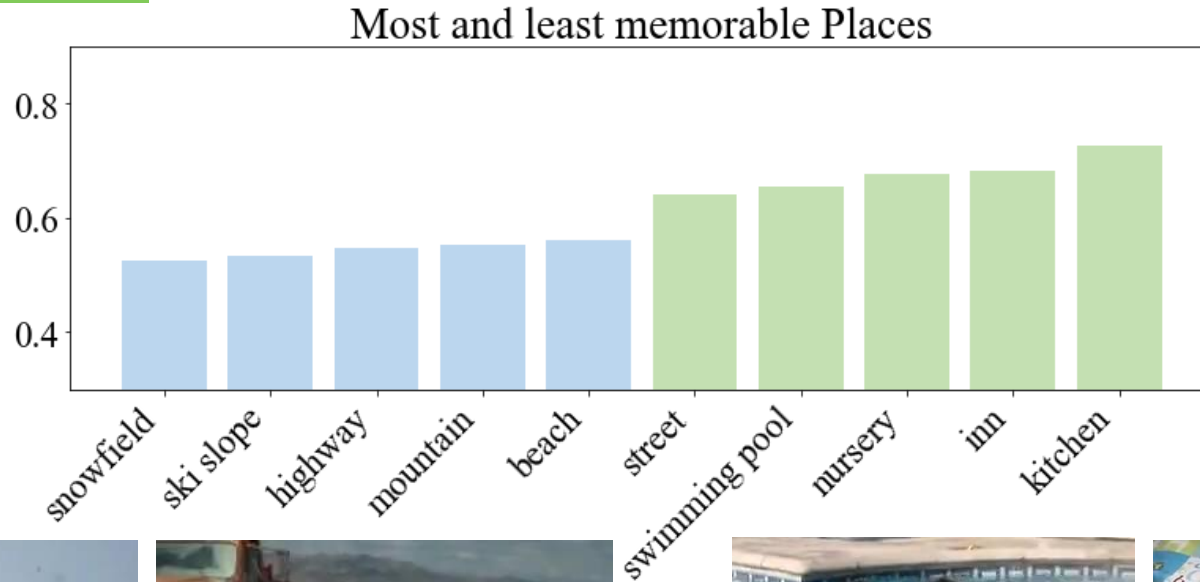 Most and least memorable Places
0.8
0.6
0.4
snowfield
ski slope
highway
mountain
beach
street
swimming pool
nursery
inn
kitchen